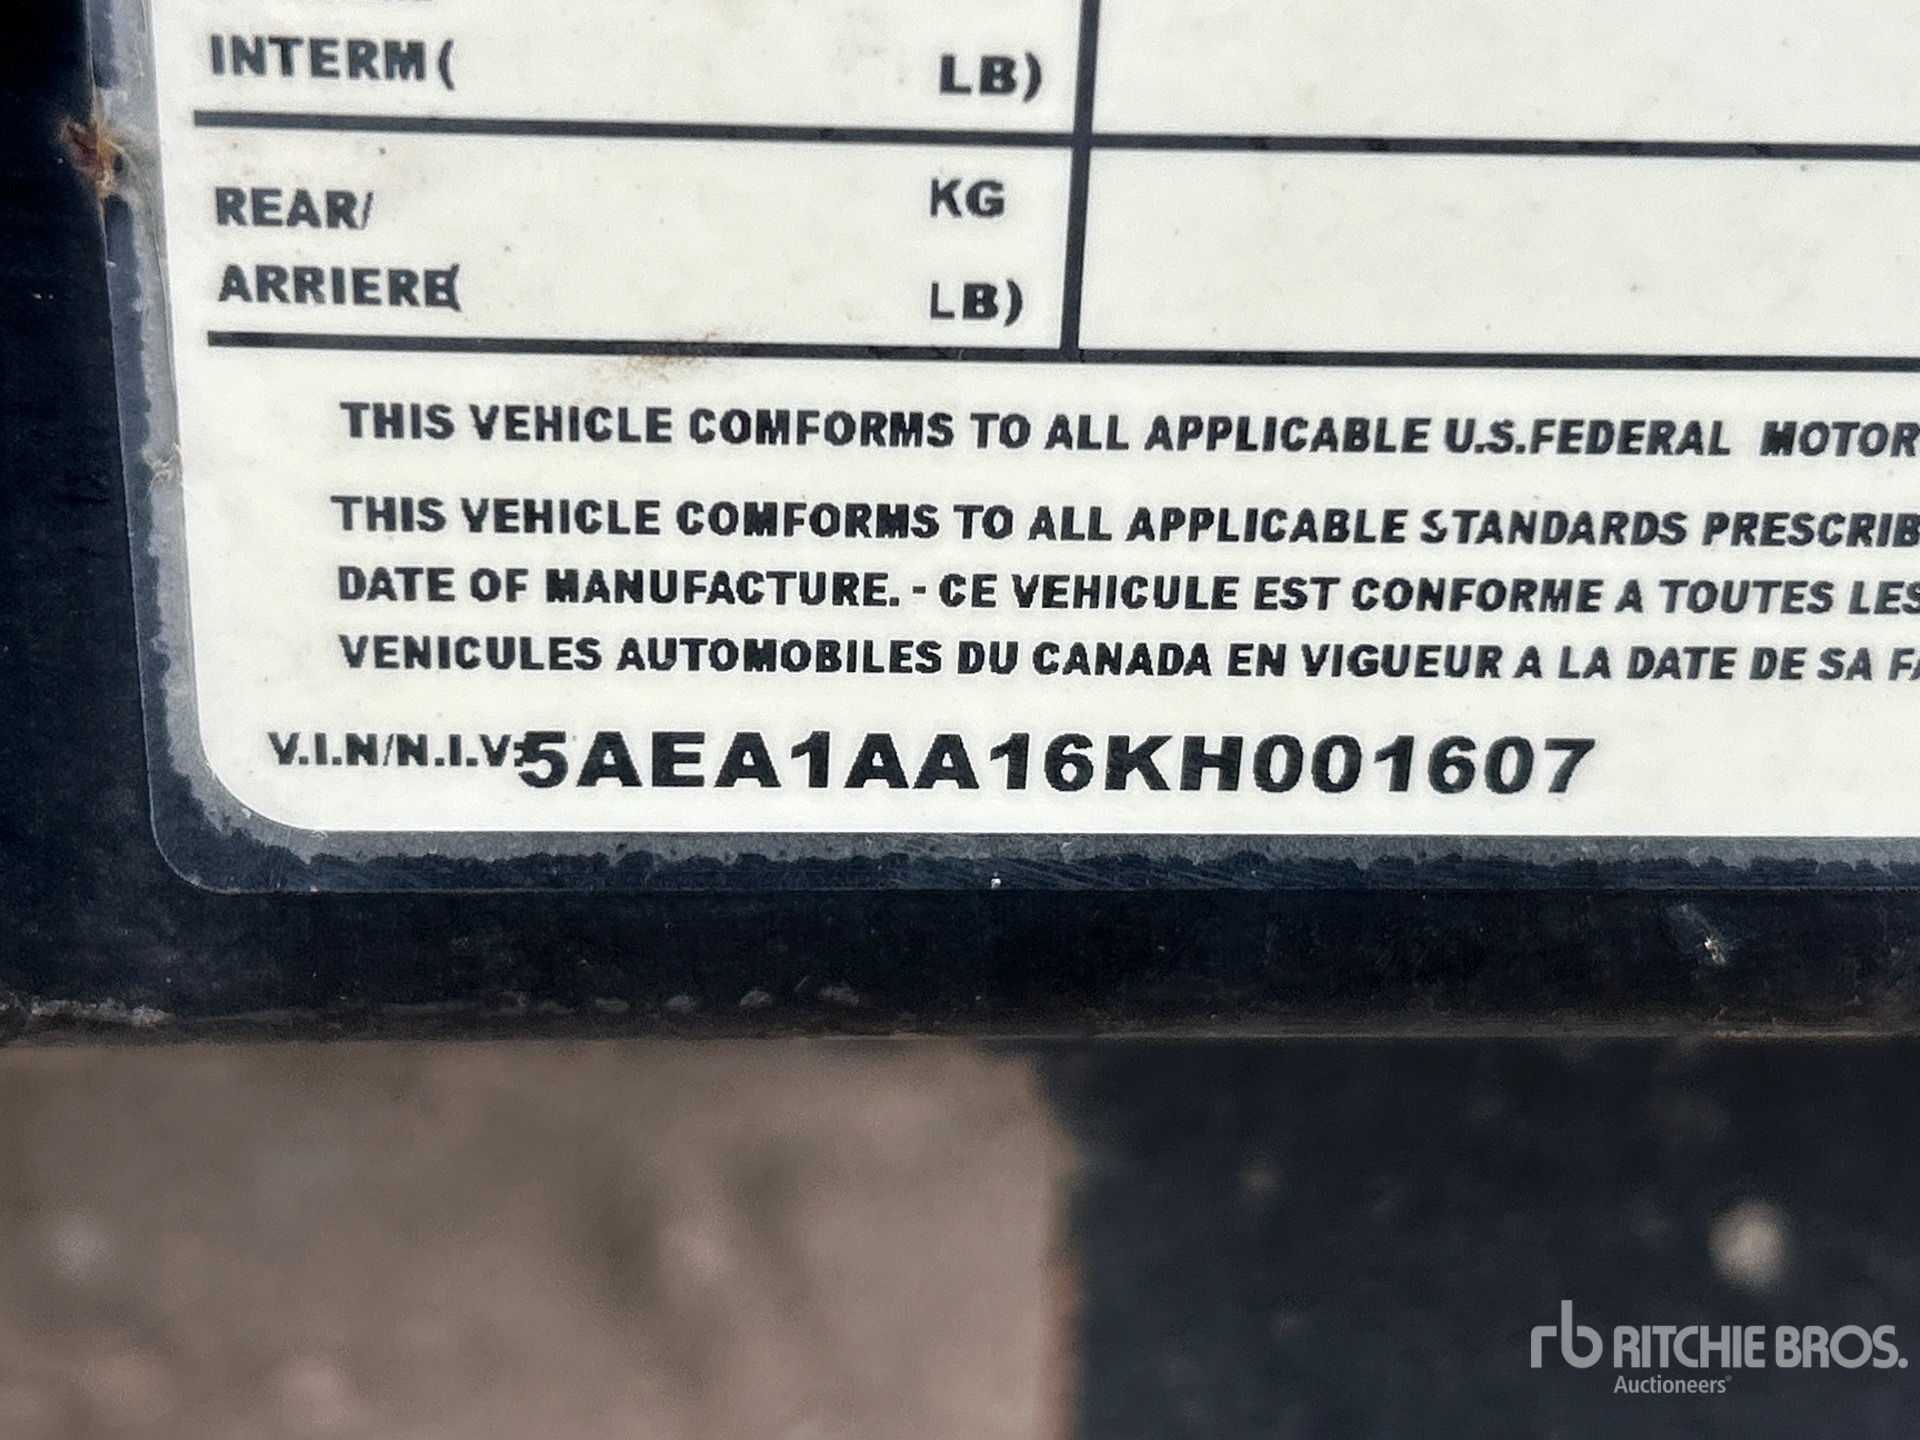 INTERM ( LB)
REAR/ KG
ARRIERE( LB)
THIS VEHICLE COMFORMS TO ALL APPLICABLE U.S.FEDERAL MOTOR
THIS VEHICLE COMFORMS TO ALL APPLICABLE STANDARDS PRESCRIB
DATE OF MANUFACTURE. - CE VEHICULE EST CONFORME A TOUTES LES
VENICULES AUTOMOBILES DU CANADA EN VIGUEUR A LA DATE DE SA FA
V.I.N/N.I.V:5AEA1AA16KH001607
rb RITCHIE BROS.
Auctioneers